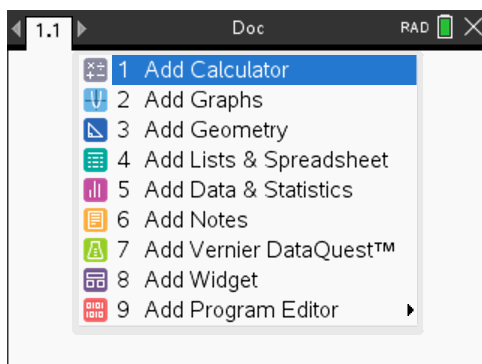 1.1 Doc RAD
1 Add Calculator
2 Add Graphs
3 Add Geometry
4 Add Lists & Spreadsheet
5 Add Data & Statistics
6 Add Notes
7 Add Vernier DataQuest™
8 Add Widget
9 Add Program Editor